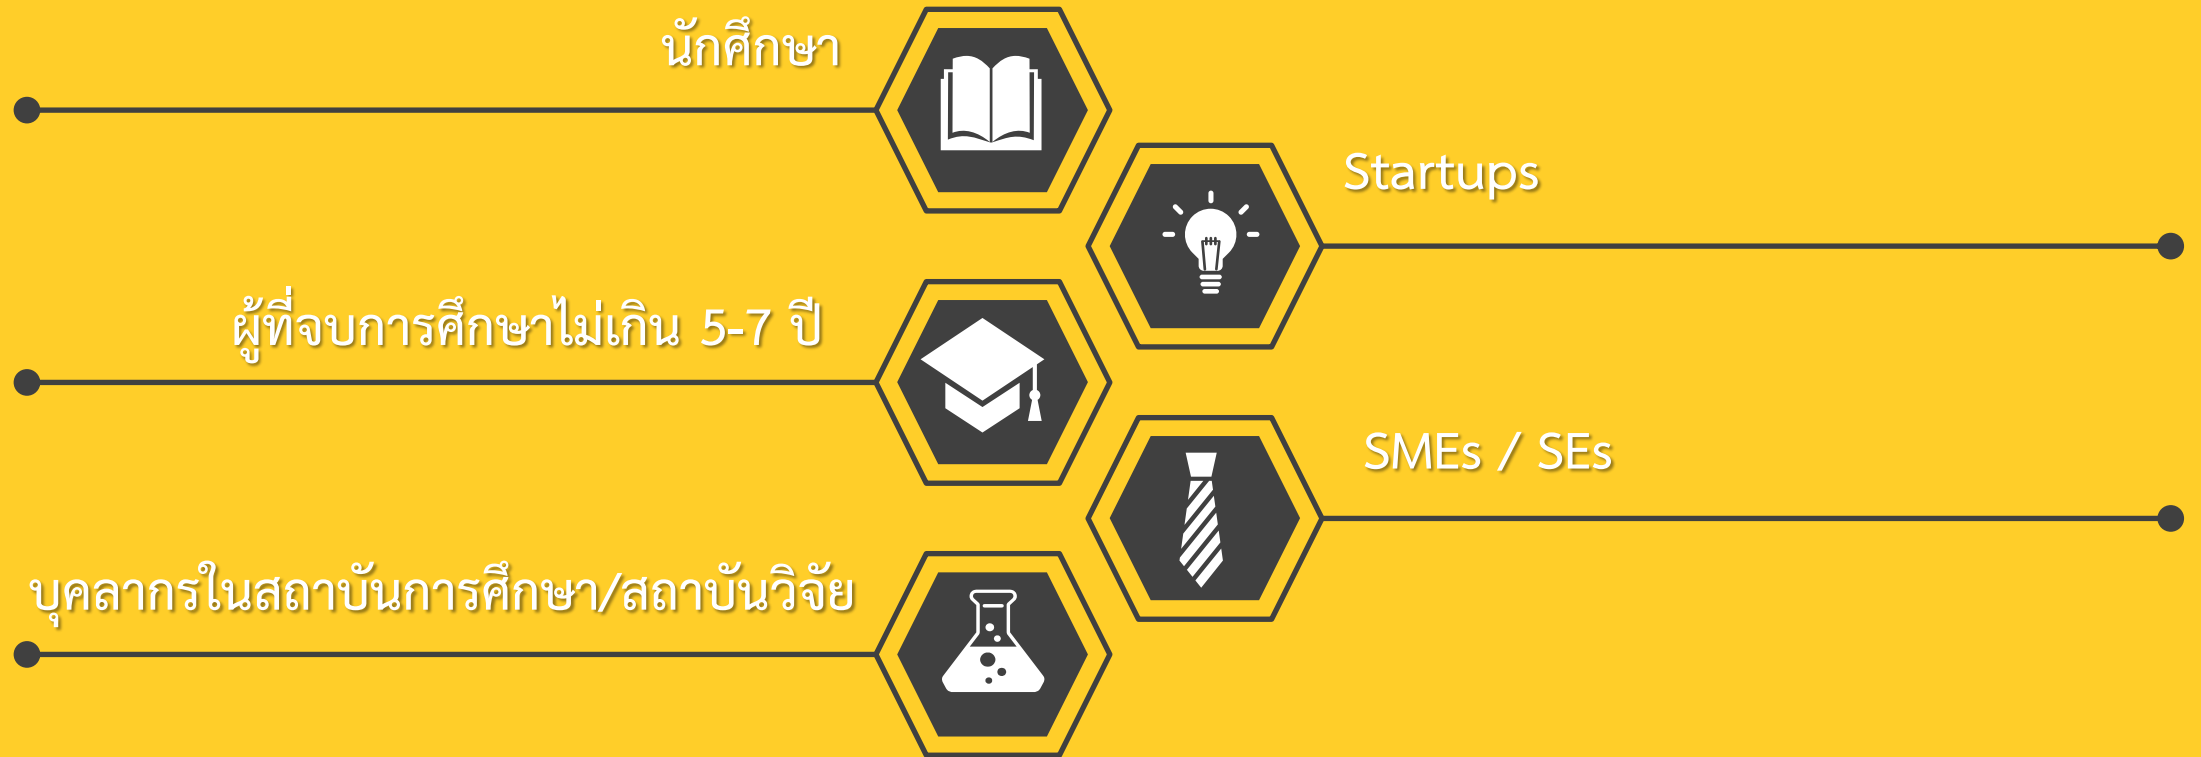 นักศึกษา
Startups
ผู้ที่จบการศึกษาไม่เกิน 5-7 ปี
SMEs / SEs
บุคลากรในสถาบันการศึกษา/สถาบันวิจัย